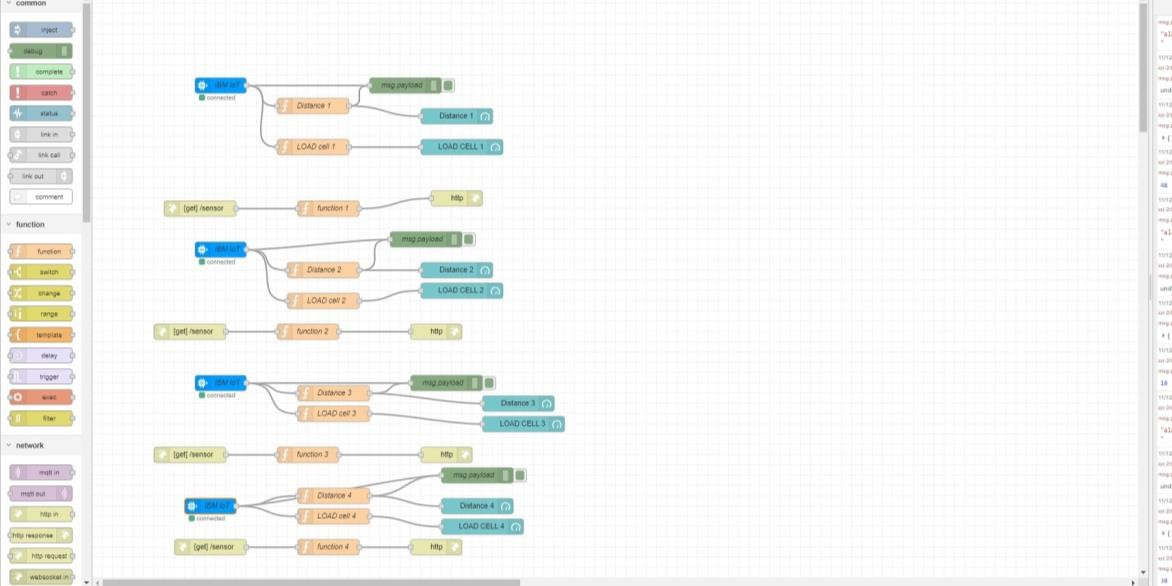 common
inject
debug
complete
catch
status
link in
link call
link out
comment
function
function
switch
change
range
template
delay
trigger
exec
filter
network
mqtt in
mqtt out
http in
http response
http request
websocket in
IBM IoT
connected
msg.payload
Distance 1
Distance 1
LOAD cell 1
LOAD CELL 1
[get] /sensor
function 1
http
IBM IoT
connected
msg.payload
Distance 2
Distance 2
LOAD cell 2
LOAD CELL 2
[get] /sensor
function 2
http
IBM IoT
connected
msg.payload
Distance 3
Distance 3
LOAD cell 3
LOAD CELL 3
[get] /sensor
function 3
http
IBM IoT
connected
msg.payload
Distance 4
Distance 4
LOAD cell 4
LOAD CELL 4
[get] /sensor
function 4
http